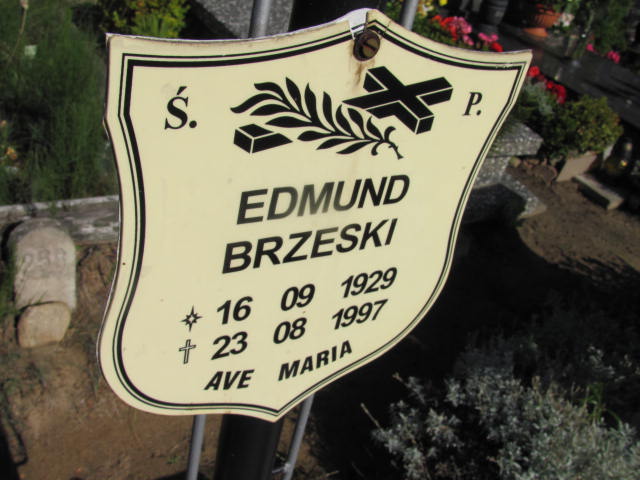 Ś. P.
EDMUND
BRZESKI
16 09 1929
23 08 1997
AVE MARIA